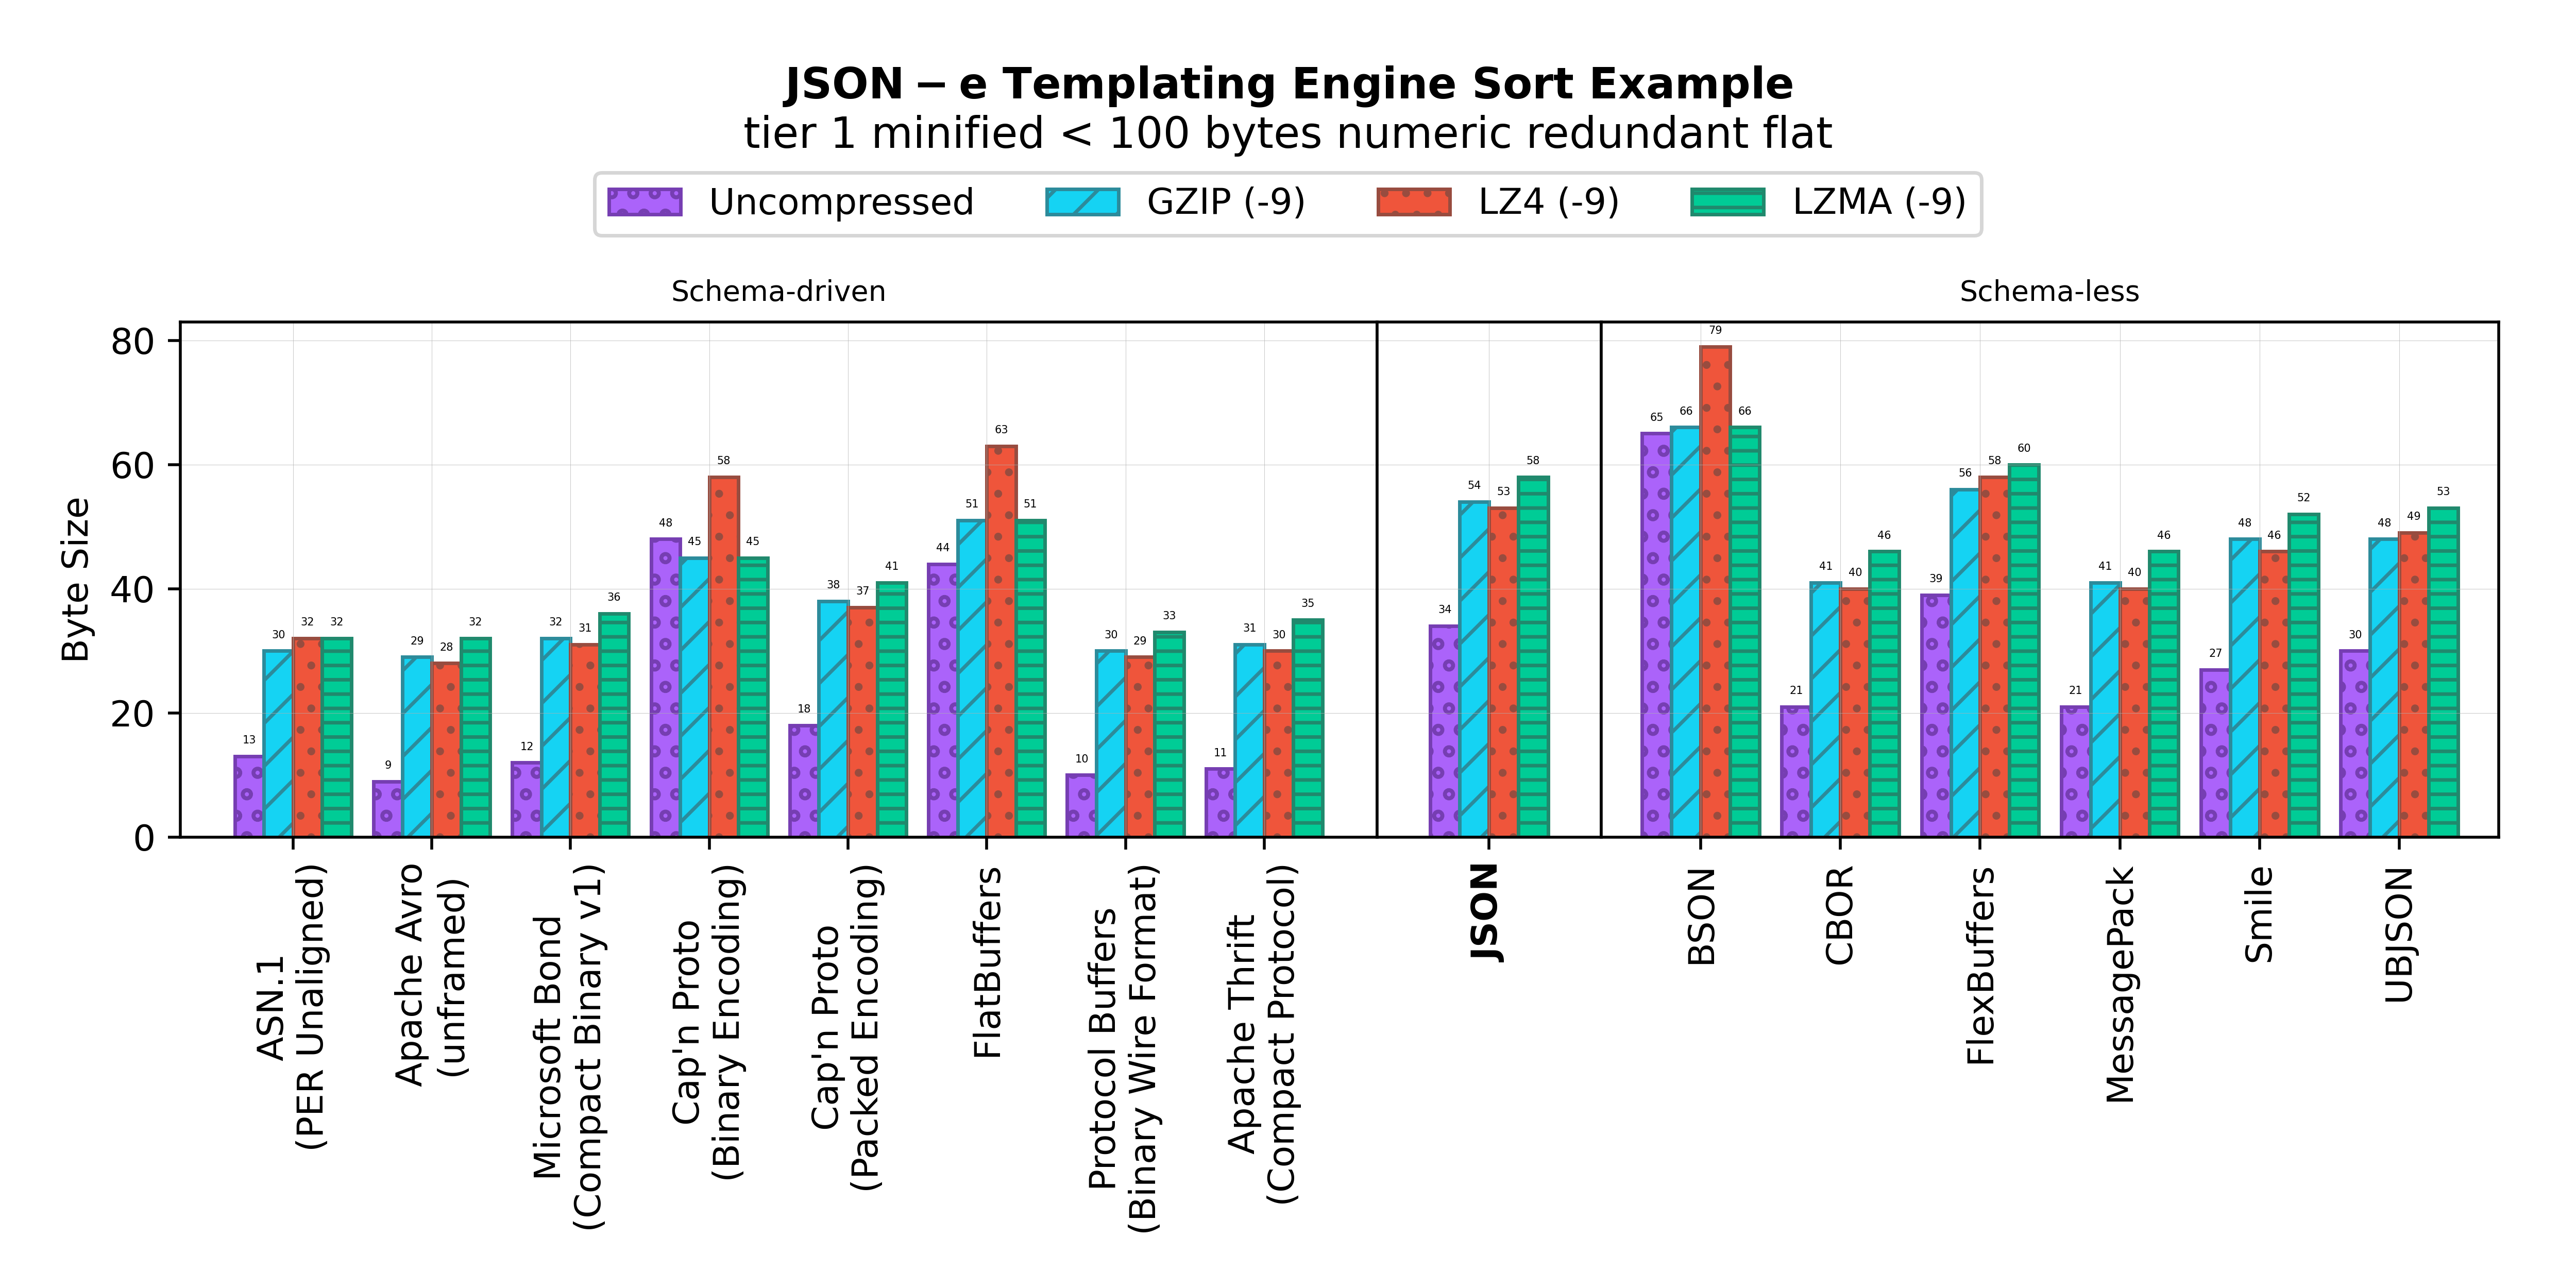 JSON − e Templating Engine Sort Example
tier 1 minified < 100 bytes numeric redundant flat
Uncompressed GZIP (-9) LZ4 (-9) LZMA (-9)
Schema-driven Schema-less
Byte Size
80
60
40
20
0
13 30 32 32
9 29 28 32
12 32 31 36
48 45 58 45
18 38 37 41
44 51 63 51
10 30 29 33
11 31 30 35
34 54 53 58
65 66 79 66
21 41 40 46
39 56 58 60
21 41 40 46
27 48 46 52
30 48 49 53
ASN.1
(PER Unaligned)
Apache Avro
(unframed)
Microsoft Bond
(Compact Binary v1)
Cap'n Proto
(Binary Encoding)
Cap'n Proto
(Packed Encoding)
FlatBuffers
Protocol Buffers
(Binary Wire Format)
Apache Thrift
(Compact Protocol)
JSON
BSON
CBOR
FlexBuffers
MessagePack
Smile
UBJSON